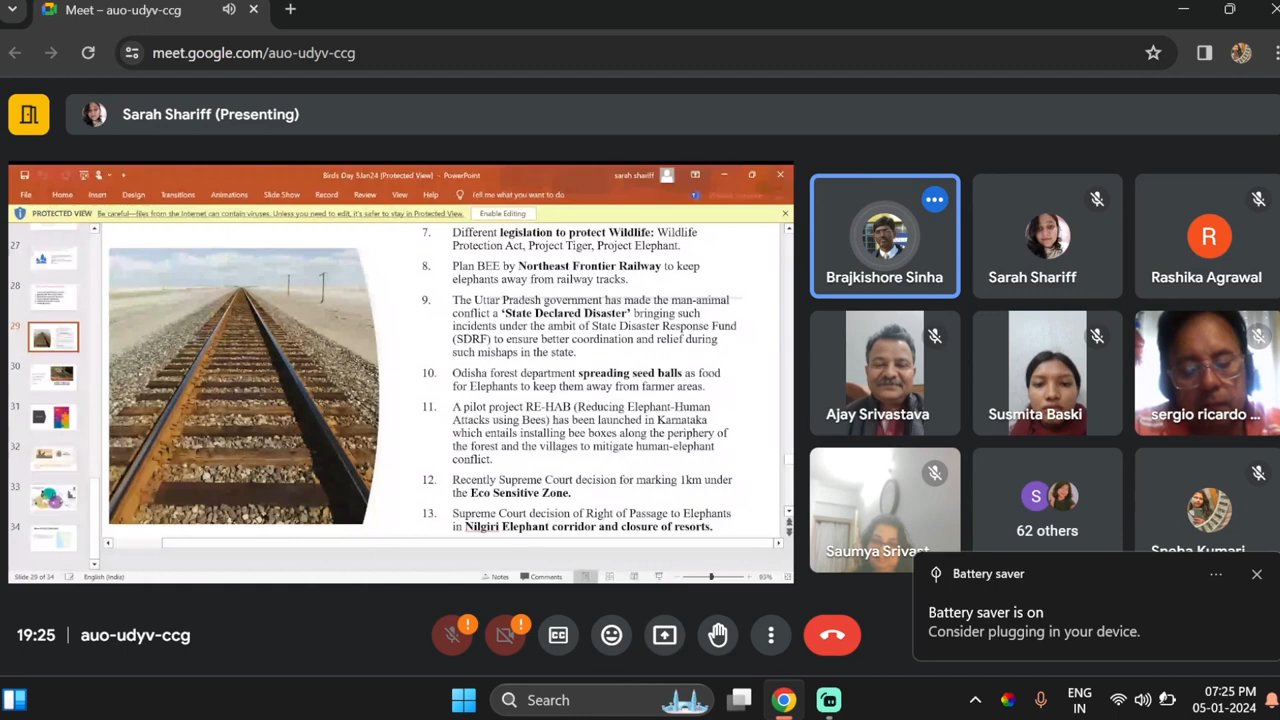 Meet – auo-udyv-ccg
meet.google.com/auo-udyv-ccg
Sarah Shariff (Presenting)
Birds Day 5Jan24 (Protected View) - PowerPoint
sarah shariff
File Home Insert Design Transitions Animations Slide Show Record Review View Help Tell me what you want to do
PROTECTED VIEW Be careful—files from the Internet can contain viruses. Unless you need to edit, it's safer to stay in Protected View. Enable Editing
27
28
29
30
31
32
33
34
7. Different legislation to protect Wildlife: Wildlife
Protection Act, Project Tiger, Project Elephant.
8. Plan BEE by Northeast Frontier Railway to keep
elephants away from railway tracks.
9. The Uttar Pradesh government has made the man-animal
conflict a ‘State Declared Disaster’ bringing such
incidents under the ambit of State Disaster Response Fund
(SDRF) to ensure better coordination and relief during
such mishaps in the state.
10. Odisha forest department spreading seed balls as food
for Elephants to keep them away from farmer areas.
11. A pilot project RE-HAB (Reducing Elephant-Human
Attacks using Bees) has been launched in Karnataka
which entails installing bee boxes along the periphery of
the forest and the villages to mitigate human-elephant
conflict.
12. Recently Supreme Court decision for marking 1km under
the Eco Sensitive Zone.
13. Supreme Court decision of Right of Passage to Elephants
in Nilgiri Elephant corridor and closure of resorts.
Slide 29 of 34 English (India) Notes Comments 83%
Brajkishore Sinha
Sarah Shariff
R
Rashika Agrawal
Ajay Srivastava
Susmita Baski
sergio ricardo ...
Saumya Srivast
S
62 others
Sneha Kumari
Battery saver
Battery saver is on
Consider plugging in your device.
19:25 | auo-udyv-ccg
Search
ENG
IN
07:25 PM
05-01-2024